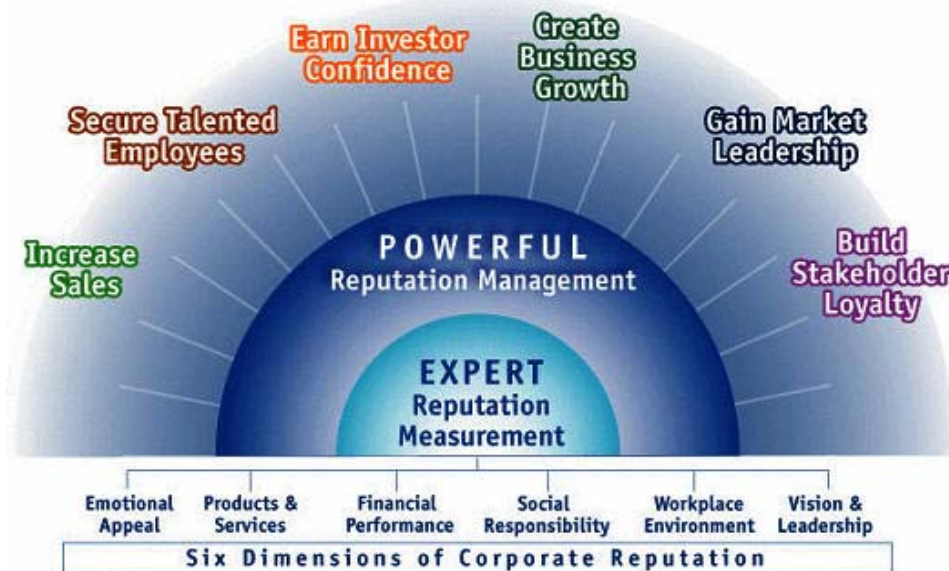 Earn Investor
Confidence
Create
Business
Growth
Secure Talented
Employees
Gain Market
Leadership
Increase
Sales
Build
Stakeholder
Loyalty
POWERFUL
Reputation Management
EXPERT
Reputation
Measurement
Emotional
Appeal
Products &
Services
Financial
Performance
Social
Responsibility
Workplace
Environment
Vision &
Leadership
Six Dimensions of Corporate Reputation